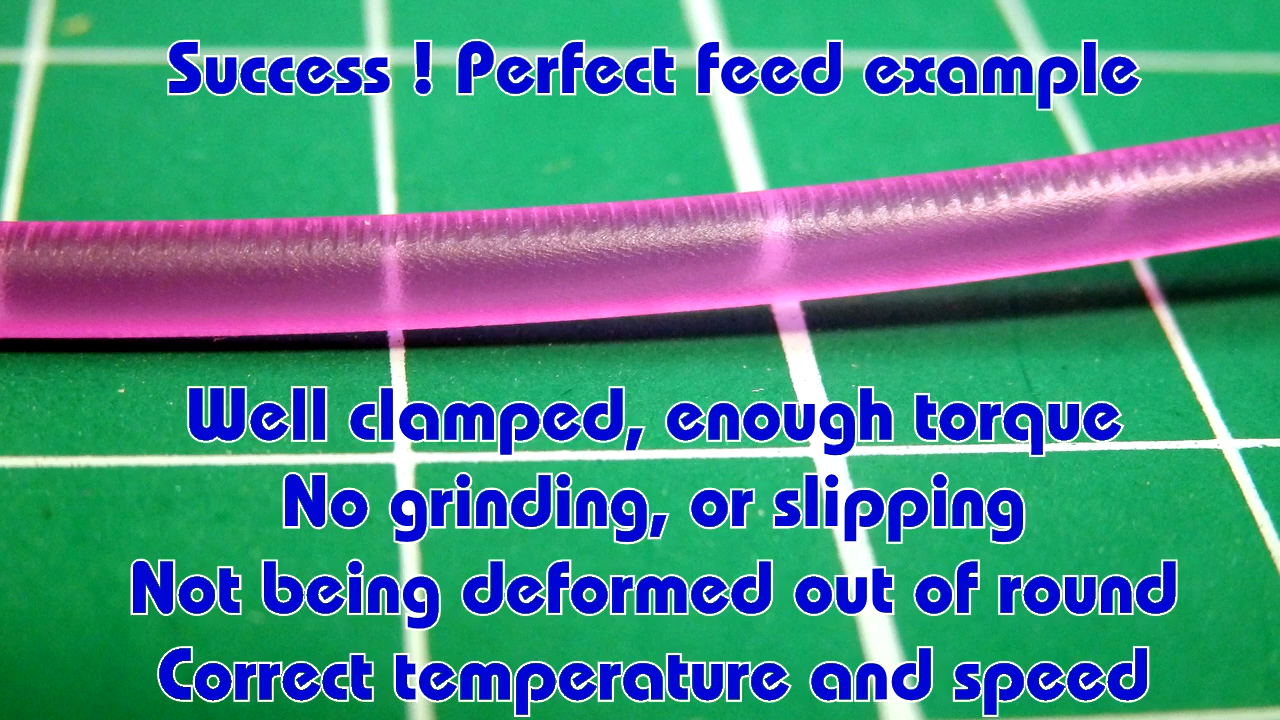 Success ! Perfect feed example
Well clamped, enough torque
No grinding, or slipping
Not being deformed out of round
Correct temperature and speed